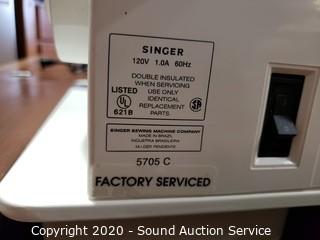 SINGER
120V 1.0A 60Hz
DOUBLE INSULATED
WHEN SERVICING
USE ONLY
IDENTICAL
REPLACEMENT
PARTS.
LISTED
UL
621B
SINGER SEWING MACHINE COMPANY
MADE IN BRAZIL
INDUSTRIA BRASILEIRA
5705 C
FACTORY SERVICED
Copyright 2020 - Sound Auction Service